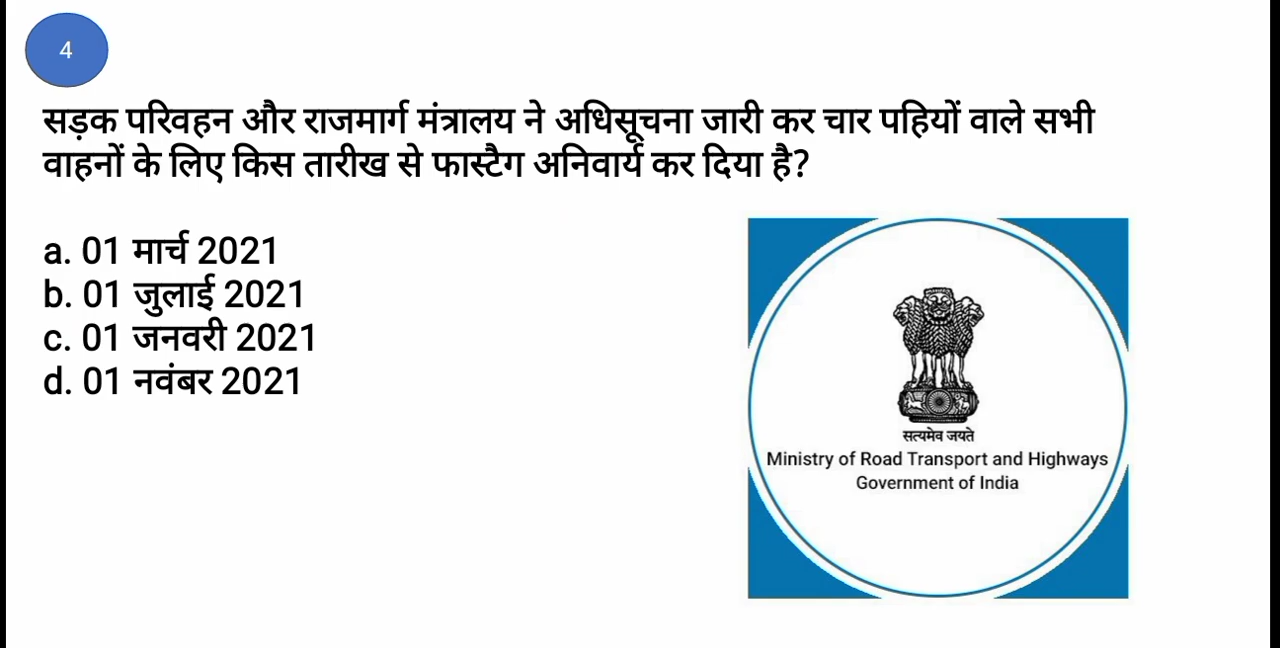 4
सड़क परिवहन और राजमार्ग मंत्रालय ने अधिसूचना जारी कर चार पहियों वाले सभी
वाहनों के लिए किस तारीख से फास्टैग अनिवार्य कर दिया है?
a. 01 मार्च 2021
b. 01 जुलाई 2021
c. 01 जनवरी 2021
d. 01 नवंबर 2021
सत्यमेव जयते
Ministry of Road Transport and Highways
Government of India